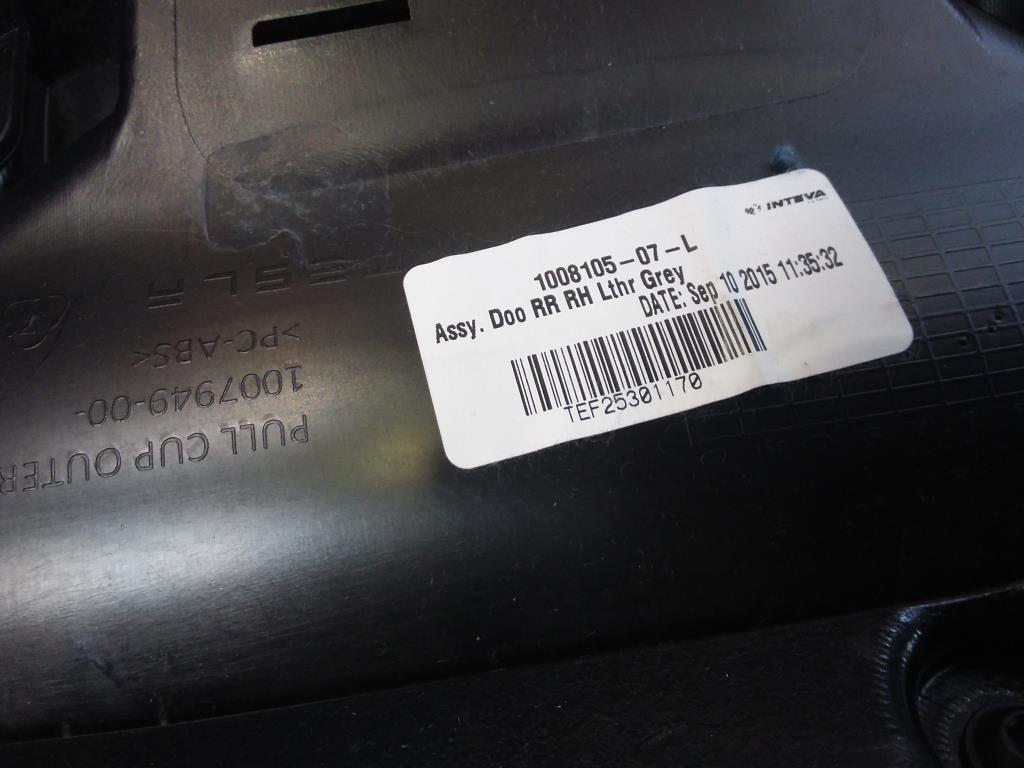 INTEVA
1008105-07-L
Assy. Doo RR RH Lthr Grey
DATE: Sep 10 2015 11:35:32
TEF25301170
PULL CUP OUTER
1007949-00-
>PC-ABS<
TESLA